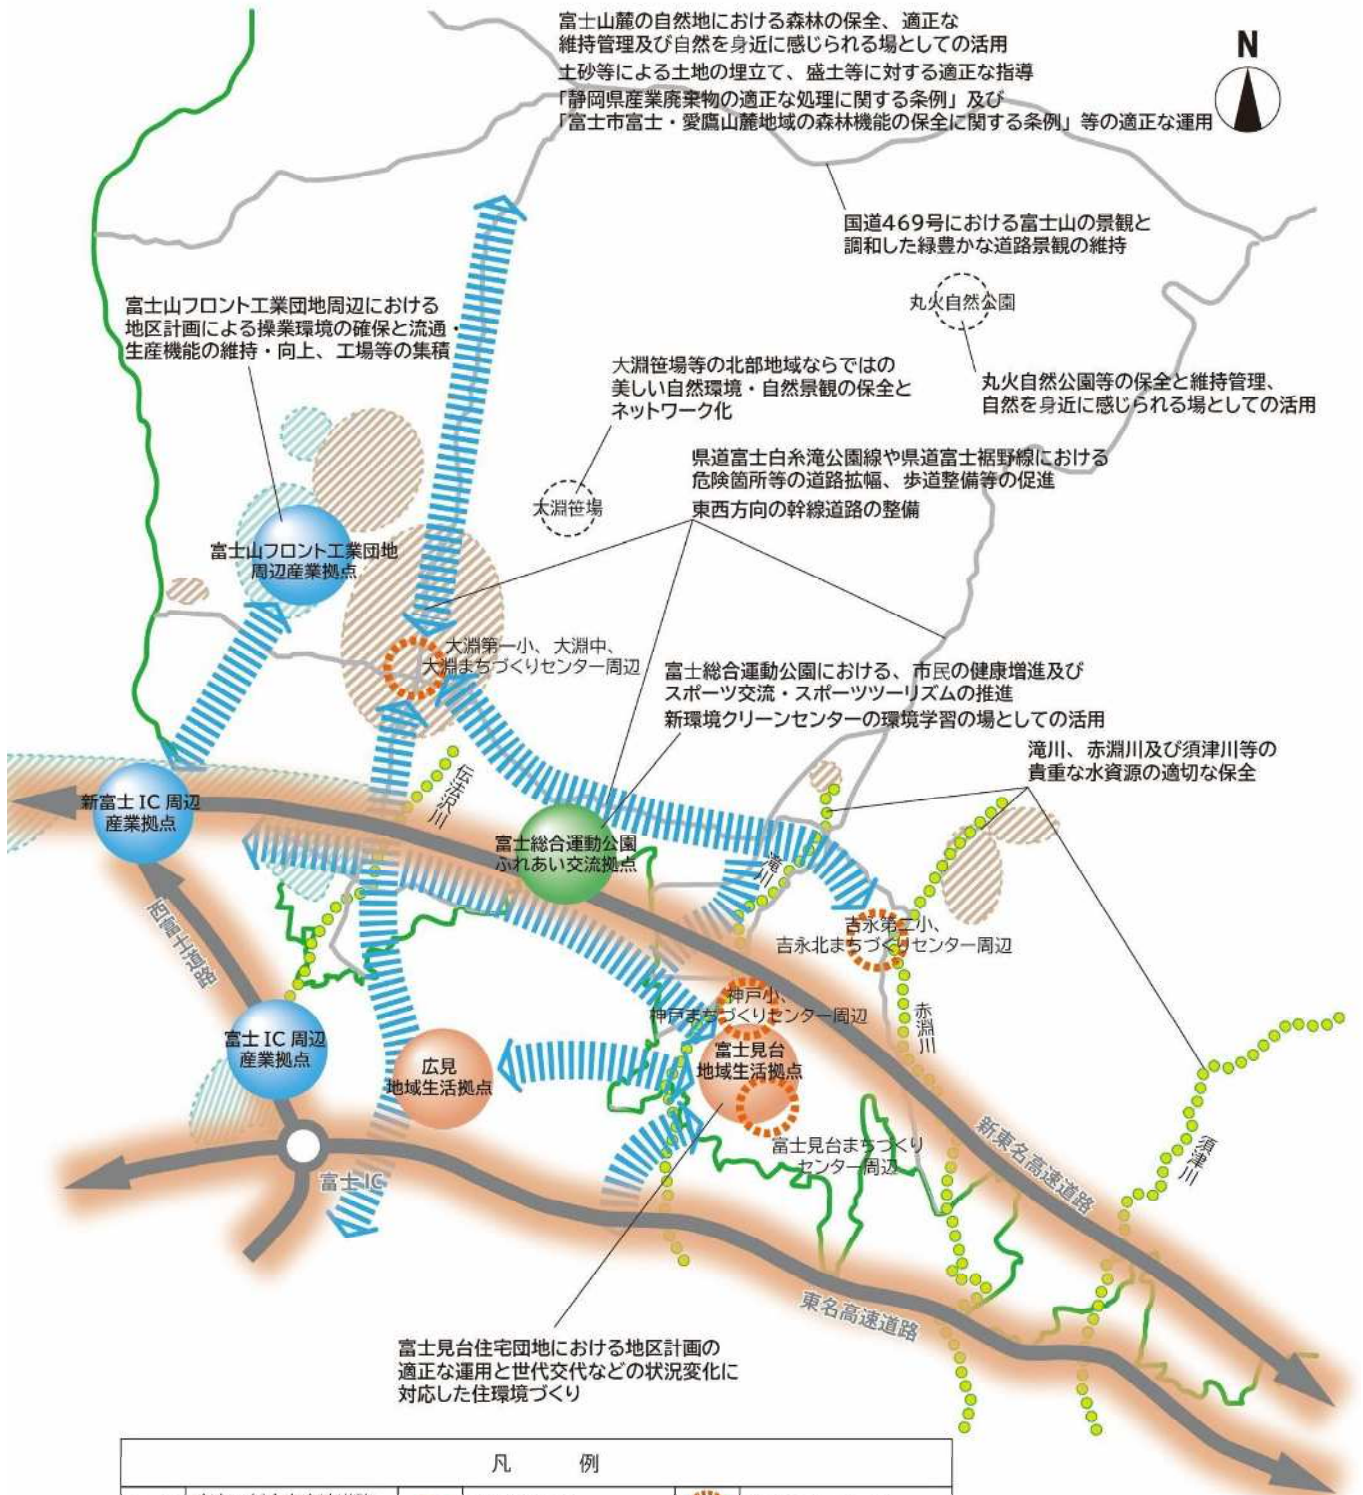 富士山麓の自然地における森林の保全、適正な
維持管理及び自然を身近に感じられる場としての活用
土砂等による土地の埋立て、盛土等に対する適正な指導
「静岡県産業廃棄物の適正な処理に関する条例」及び
「富士市富士・愛鷹山麓地域の森林機能の保全に関する条例」等の適正な運用
N
国道469号における富士山の景観と
調和した緑豊かな道路景観の維持
丸火自然公園
富士山フロント工業団地周辺における
地区計画による操業環境の確保と流通・
生産機能の維持・向上、工場等の集積
大淵笹場等の北部地域ならではの
美しい自然環境・自然景観の保全と
ネットワーク化
丸火自然公園等の保全と維持管理、
自然を身近に感じられる場としての活用
県道富士白糸滝公園線や県道富士裾野線における
危険箇所等の道路拡幅、歩道整備等の促進
東西方向の幹線道路の整備
大淵笹場
富士山フロント工業団地
周辺産業拠点
大淵第一小、大淵中、
大淵まちづくりセンター周辺
富士総合運動公園における、市民の健康増進及び
スポーツ交流・スポーツツーリズムの推進
新環境クリーンセンターの環境学習の場としての活用
滝川、赤淵川及び須津川等の
貴重な水資源の適切な保全
伝法沢川
新富士 IC 周辺
産業拠点
富士総合運動公園
ふれあい交流拠点
滝川
西富士道路
吉永第二小、
吉永北まちづくりセンター周辺
神戸小、
神戸まちづくりセンター周辺
赤淵川
富士 IC 周辺
産業拠点
広見
地域生活拠点
富士見台
地域生活拠点
富士見台まちづくり
センター周辺
新東名高速道路
須津川
富士 IC
東名高速道路
富士見台住宅団地における地区計画の
適正な運用と世代交代などの状況変化に
対応した住環境づくり
凡 例